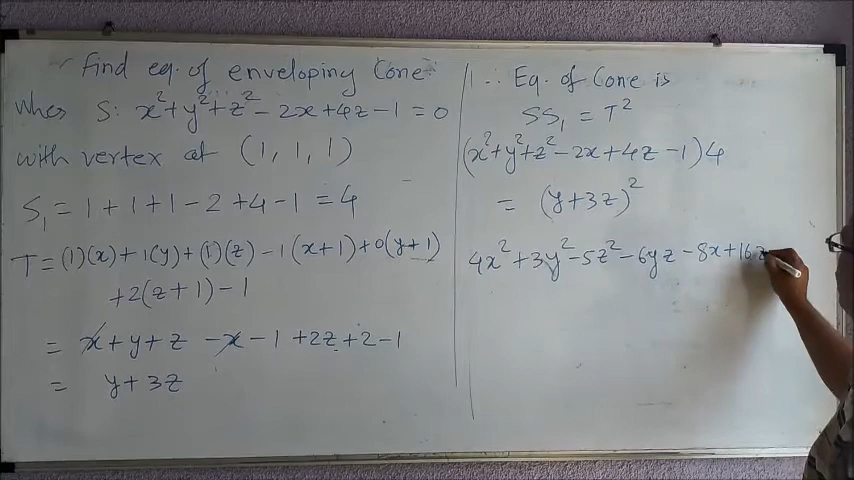 Find eq. of enveloping Cone
When S: x²+y²+z²-2x+4z-1=0
with vertex at (1, 1, 1)
S₁ = 1+1+1-2+4-1 = 4
T = (1)(x)+1(y)+(1)(z)-1(x+1)+0(y+1)
+2(z+1)-1
= x+y+z -x-1 +2z+2-1
= y+3z
∴ Eq. of Cone is
SS₁ = T²
(x²+y²+z²-2x+4z-1)4
= (y+3z)²
4x²+3y²-5z²-6yz-8x+16z